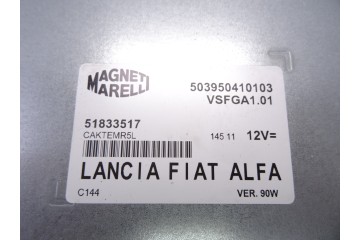 MAGNETI
MARELLI
503950410103
VSFGA1.01
51833517
CAKTEMR5L
145 11 12V=
LANCIA FIAT ALFA
C144 VER. 90W